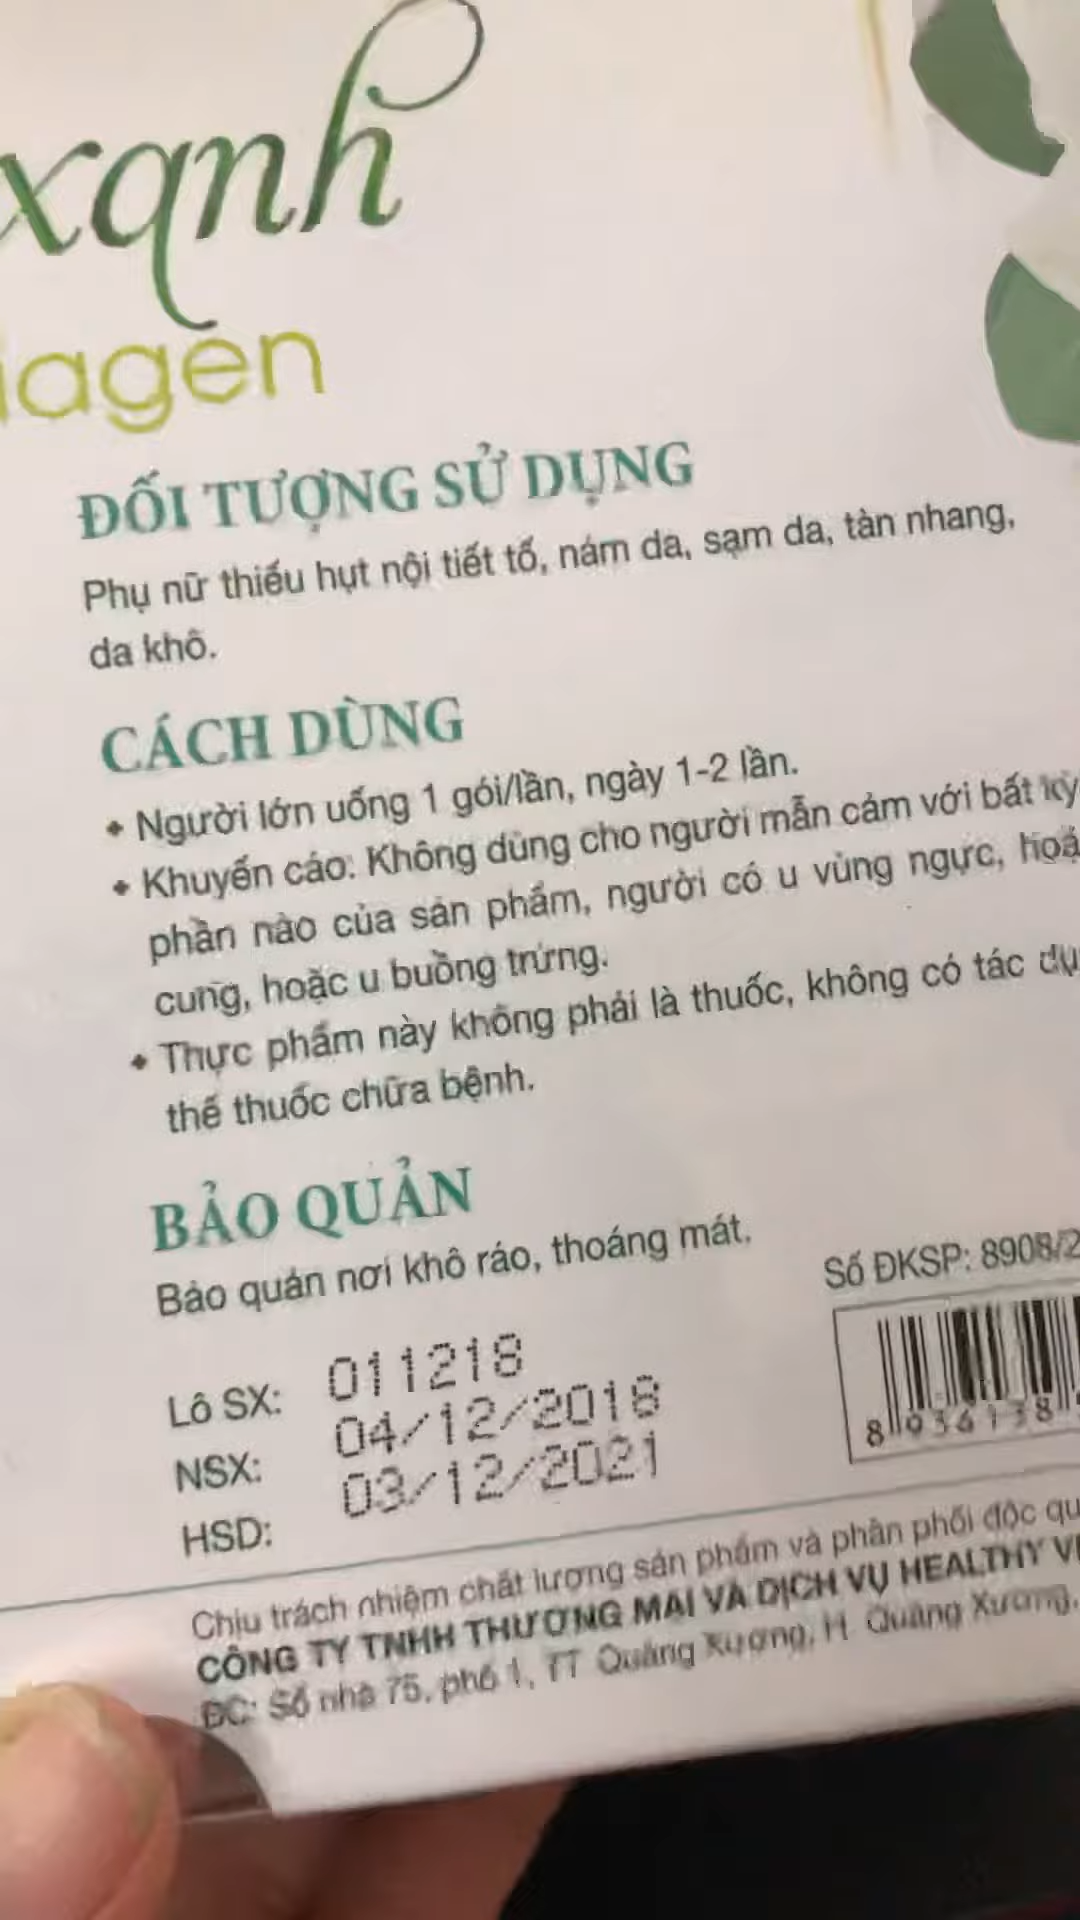 xanh
lagen
ĐỐI TƯỢNG SỬ DỤNG
Phụ nữ thiếu hụt nội tiết tố, nám da, sạm da, tàn nhang,
da khô.
CÁCH DÙNG
• Người lớn uống 1 gói/lần, ngày 1-2 lần.
• Khuyến cáo: Không dùng cho người mẫn cảm với bất kỳ
phần nào của sản phẩm, người có u vùng ngực, hoặ
cung, hoặc u buồng trứng.
• Thực phẩm này không phải là thuốc, không có tác dụ
thế thuốc chữa bệnh.
BẢO QUẢN
Bảo quản nơi khô ráo, thoáng mát.
Số ĐKSP: 8908/2
Lô SX: 011218
NSX: 04/12/2018
HSD: 03/12/2021
8 936138
Chịu trách nhiệm chất lượng sản phẩm và phân phối độc qu
CÔNG TY TNHH THƯƠNG MẠI VÀ DỊCH VỤ HEALTHY VI
ĐC: Số nhà 75, phố 1, TT Quảng Xương, H. Quảng Xương,